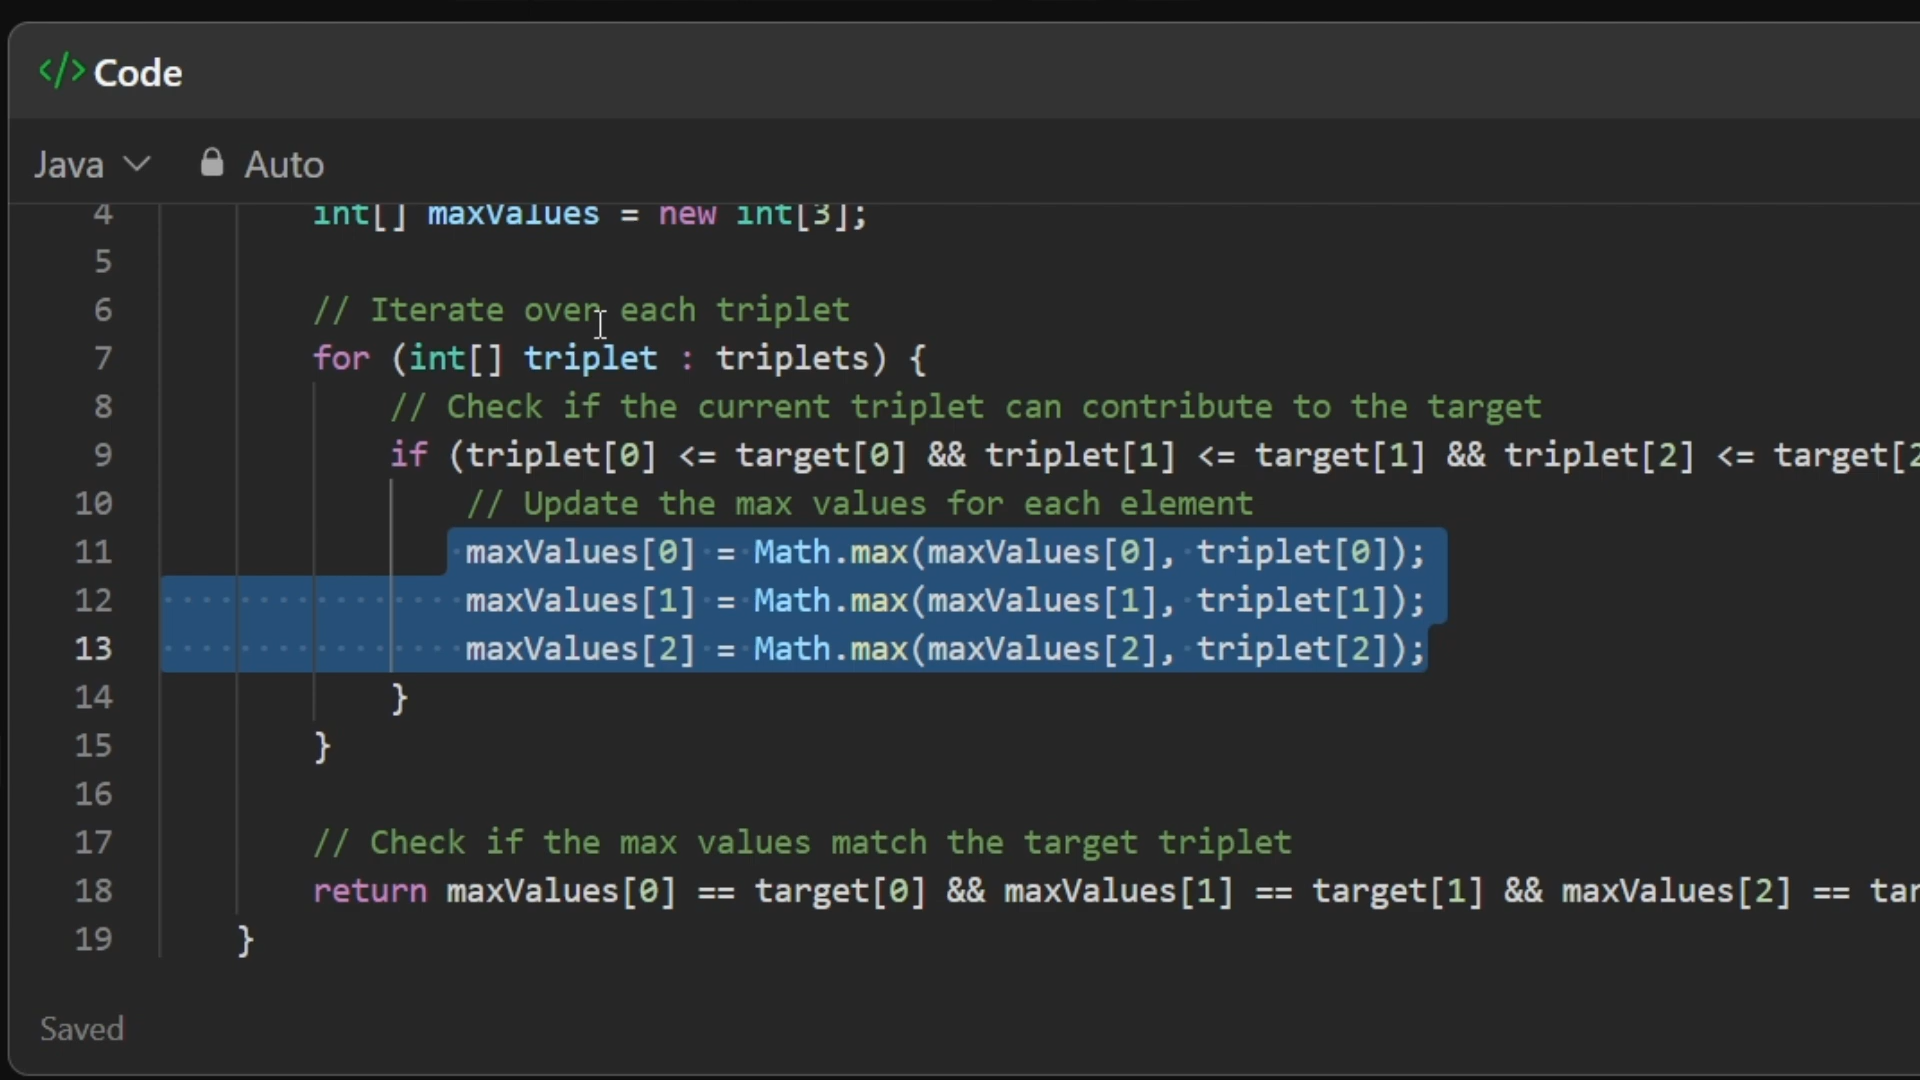 </> Code
Java Auto
4 int[] maxValues = new int[3];
5
6 // Iterate over each triplet
7 for (int[] triplet : triplets) {
8 // Check if the current triplet can contribute to the target
9 if (triplet[0] <= target[0] && triplet[1] <= target[1] && triplet[2] <= target[2
10 // Update the max values for each element
11 maxValues[0] = Math.max(maxValues[0], triplet[0]);
12 maxValues[1] = Math.max(maxValues[1], triplet[1]);
13 maxValues[2] = Math.max(maxValues[2], triplet[2]);
14 }
15 }
16
17 // Check if the max values match the target triplet
18 return maxValues[0] == target[0] && maxValues[1] == target[1] && maxValues[2] == tar
19 }
Saved